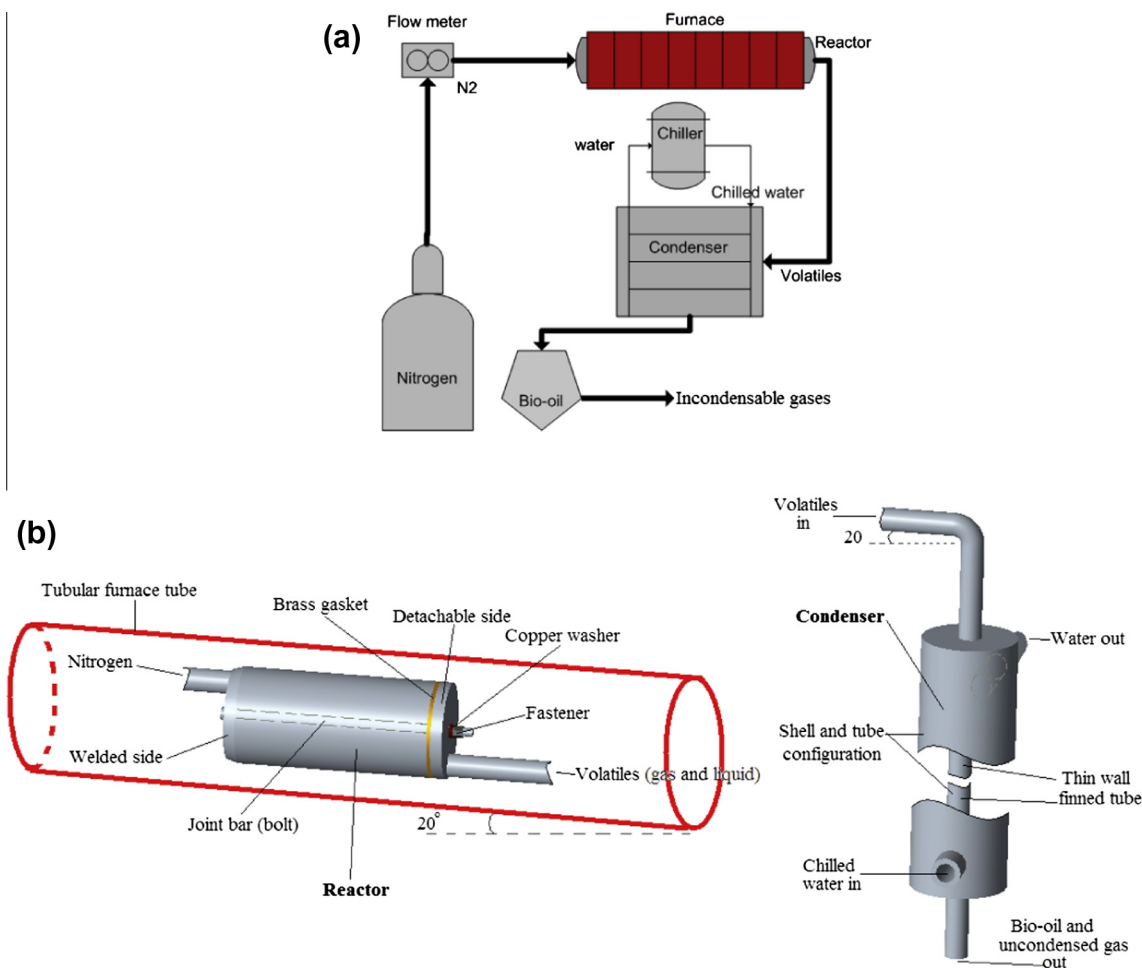 (a)
Flow meter
N2
Furnace
Reactor
Chiller
water
Chilled water
Condenser
Volatiles
Nitrogen
Bio-oil
Incondensable gases
(b)
Tubular furnace tube
Brass gasket
Detachable side
Copper washer
Nitrogen
Fastener
Welded side
Volatiles (gas and liquid)
Joint bar (bolt)
20°
Reactor
Volatiles
in
20
Condenser
Water out
Shell and tube
configuration
Thin wall
finned tube
Chilled
water in
Bio-oil and
uncondensed gas
out